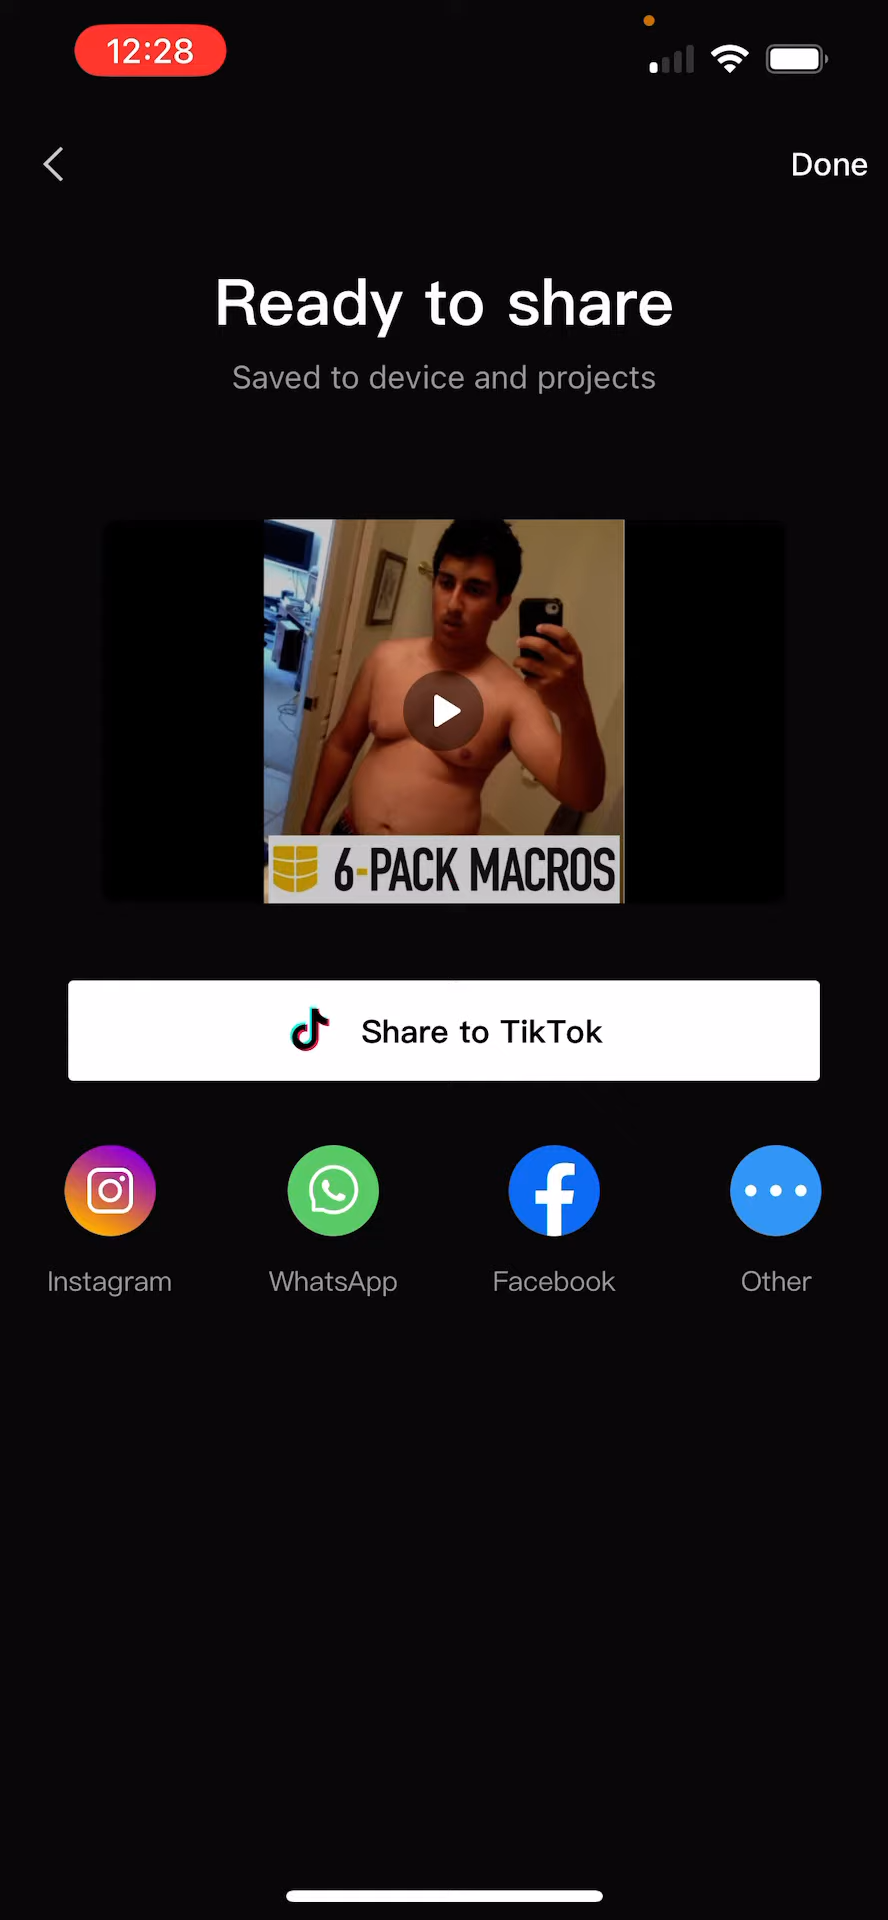 12:28
Done
Ready to share
Saved to device and projects
6-PACK MACROS
Share to TikTok
Instagram
WhatsApp
Facebook
Other